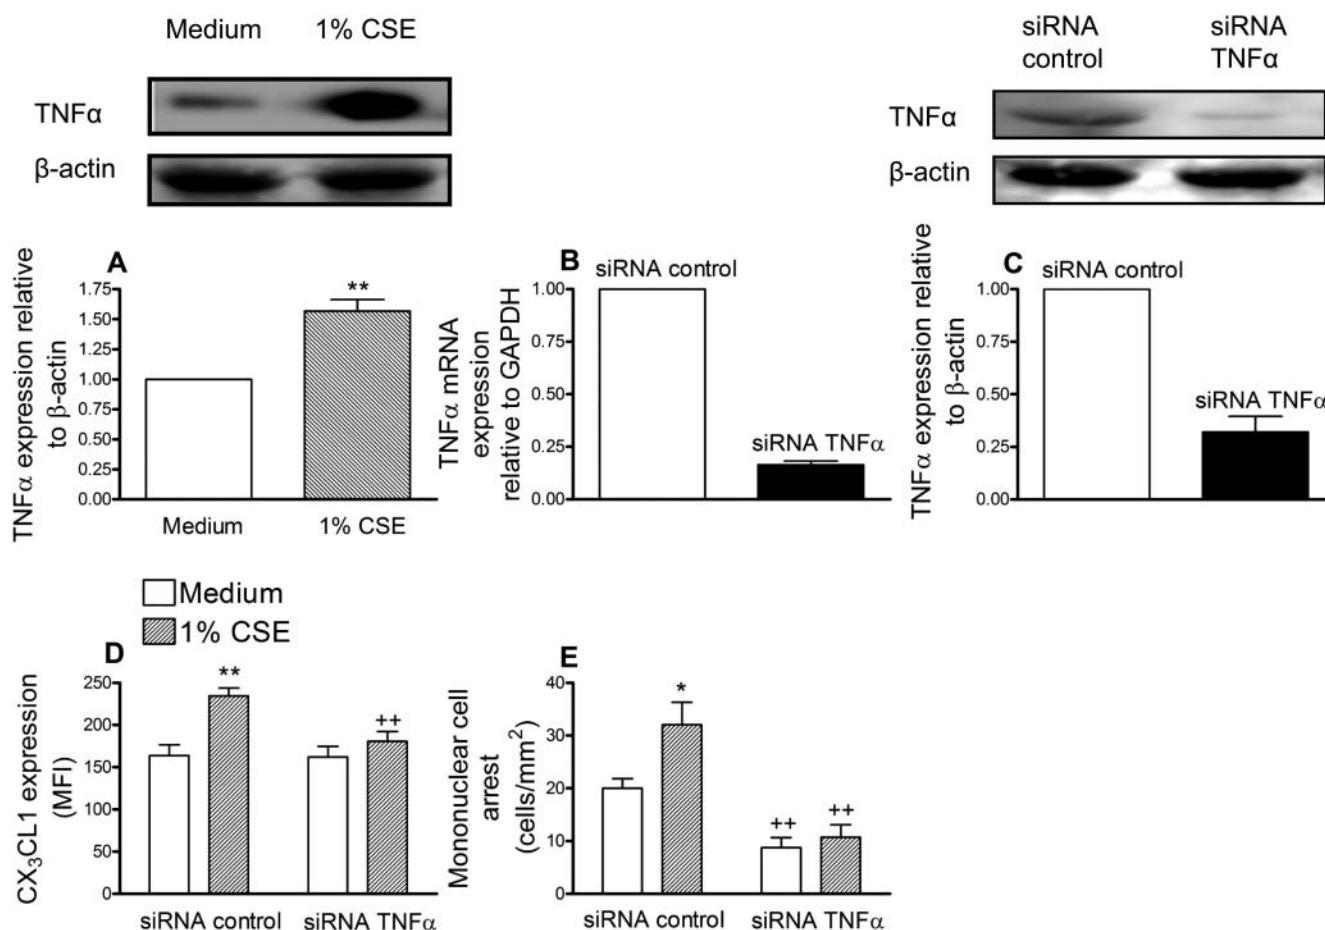 Medium 1% CSE
TNFα
β-actin
siRNA control
siRNA TNFα
TNFα
β-actin
A
**
TNFα expression relative
to β-actin
1.75
1.50
1.25
1.00
0.75
0.50
0.25
0.00
Medium 1% CSE
B
siRNA control
siRNA TNFα
TNFα mRNA
expression
relative to GAPDH
1.00
0.75
0.50
0.25
0.00
C
siRNA control
siRNA TNFα
TNFα expression relative
to β-actin
1.00
0.75
0.50
0.25
0.00
Medium
1% CSE
D
**
++
CX₃CL1 expression
(MFI)
250
200
150
100
50
0
siRNA control siRNA TNFα
E
*
++ ++
Mononuclear cell
arrest
(cells/mm²)
40
30
20
10
0
siRNA control siRNA TNFα